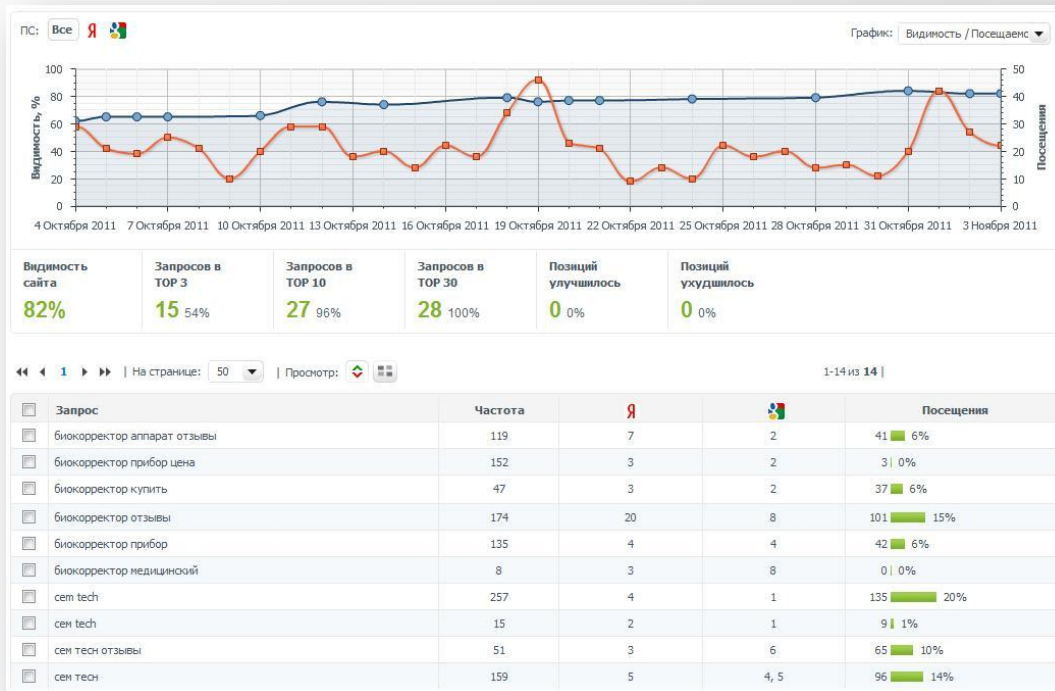 ПС: Все Я График: Видимость / Посещаемо
100 50
80 40
60 30
40 20
20 10
0 0
Видимость, %
Посещения
4 Октября 2011 7 Октября 2011 10 Октября 2011 13 Октября 2011 16 Октября 2011 19 Октября 2011 22 Октября 2011 25 Октября 2011 28 Октября 2011 31 Октября 2011 3 Ноября 2011
Видимость Запросов в Запросов в Запросов в Позиций Позиций
сайта TOP 3 TOP 10 TOP 30 улучшилось ухудшилось
82% 15 54% 27 96% 28 100% 0 0% 0 0%
1 | На странице: 50 | Просмотр: 1-14 из 14 |
Запрос Частота Я Посещения
биокорректор аппарат отзывы 119 7 2 41 6%
биокорректор прибор цена 152 3 2 3 0%
биокорректор купить 47 3 2 37 6%
биокорректор отзывы 174 20 8 101 15%
биокорректор прибор 135 4 4 42 6%
биокорректор медицинский 8 3 8 0 0%
cem tech 257 4 1 135 20%
сем tech 15 2 1 9 1%
сем тесн отзывы 51 3 6 65 10%
сем тесн 159 5 4, 5 96 14%